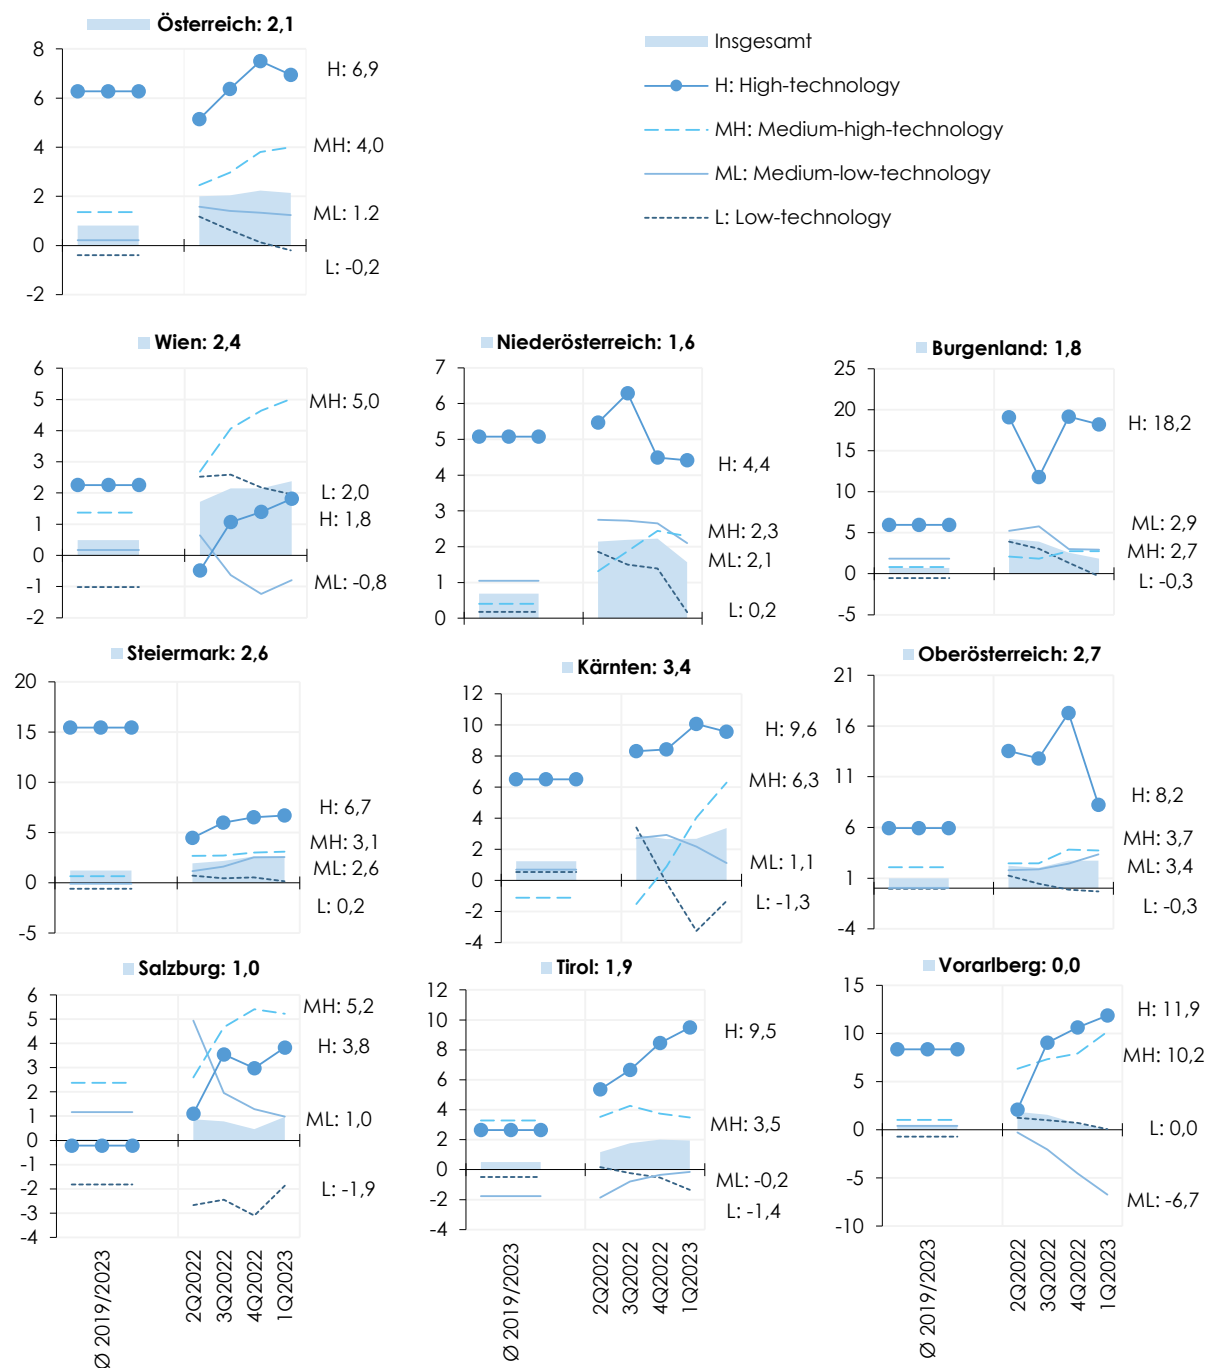 Österreich: 2,1
8
6
4
2
0
-2
H: 6,9
MH: 4,0
ML: 1.2
L: -0,2
Insgesamt
H: High-technology
MH: Medium-high-technology
ML: Medium-low-technology
L: Low-technology
Wien: 2,4
6
5
4
3
2
1
0
-1
-2
MH: 5,0
L: 2,0
H: 1,8
ML: -0,8
Niederösterreich: 1,6
7
6
5
4
3
2
1
0
H: 4,4
MH: 2,3
ML: 2,1
L: 0,2
Burgenland: 1,8
25
20
15
10
5
0
-5
H: 18,2
ML: 2,9
MH: 2,7
L: -0,3
Steiermark: 2,6
20
15
10
5
0
-5
H: 6,7
MH: 3,1
ML: 2,6
L: 0,2
Kärnten: 3,4
12
10
8
6
4
2
0
-2
-4
H: 9,6
MH: 6,3
ML: 1,1
L: -1,3
Oberösterreich: 2,7
21
16
11
6
1
-4
H: 8,2
MH: 3,7
ML: 3,4
L: -0,3
Salzburg: 1,0
6
5
4
3
2
1
0
-1
-2
-3
-4
MH: 5,2
H: 3,8
ML: 1,0
L: -1,9
Ø 2019/2023
2Q2022
3Q2022
4Q2022
1Q2023
Tirol: 1,9
12
10
8
6
4
2
0
-2
-4
H: 9,5
MH: 3,5
ML: -0,2
L: -1,4
Ø 2019/2023
2Q2022
3Q2022
4Q2022
1Q2023
Vorarlberg: 0,0
15
10
5
0
-5
-10
H: 11,9
MH: 10,2
L: 0,0
ML: -6,7
Ø 2019/2023
2Q2022
3Q2022
4Q2022
1Q2023